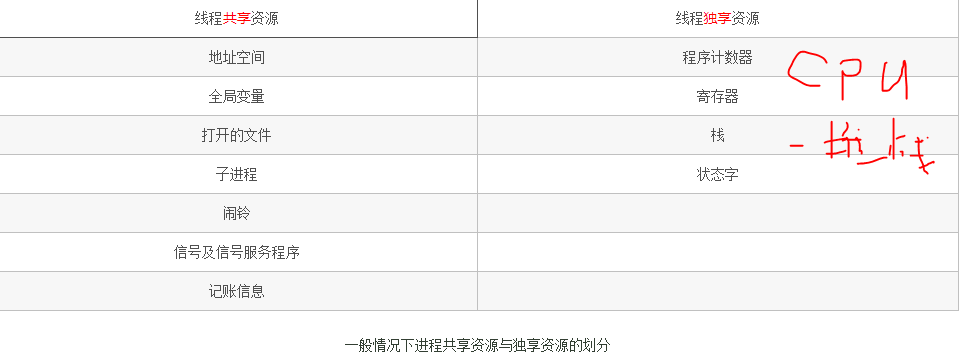 线程共享资源 线程独享资源
地址空间 程序计数器
全局变量 寄存器
CPU
打开的文件 栈
子进程 状态字
闹铃
信号及信号服务程序
记账信息
一般情况下进程共享资源与独享资源的划分